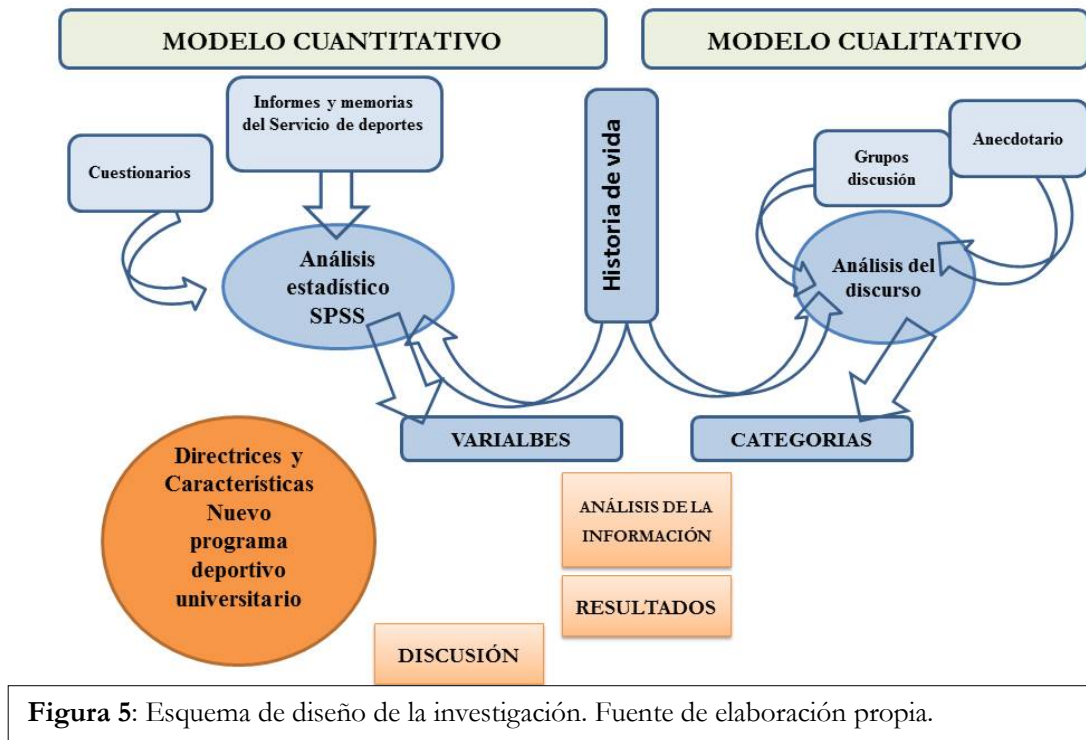 MODELO CUANTITATIVO
MODELO CUALITATIVO
Informes y memorias
del Servicio de deportes
Cuestionarios
Historia de vida
Anecdotario
Grupos
discusión
Análisis
estadístico
SPSS
Análisis del
discurso
VARIALBES
CATEGORIAS
Directrices y
Característícas
Nuevo
programa
deportivo
universitario
ANÁLISIS DE LA
INFORMACIÓN
RESULTADOS
DISCUSIÓN
Figura 5: Esquema de diseño de la investigación. Fuente de elaboración propia.